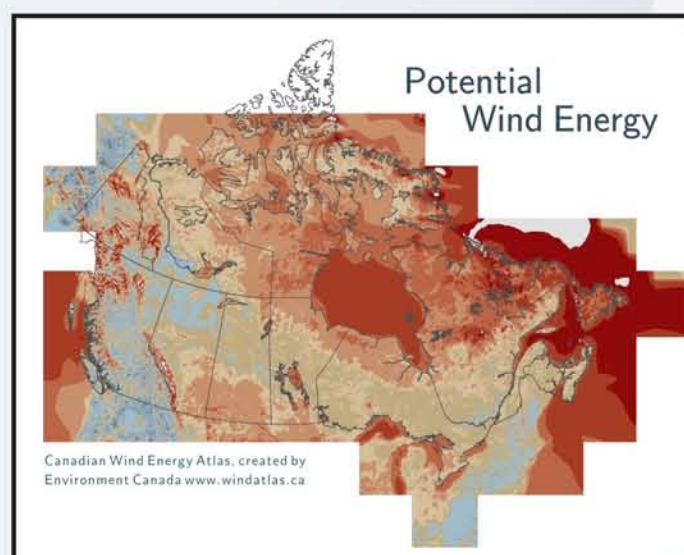 Potential
Wind Energy
Canadian Wind Energy Atlas, created by
Environment Canada www.windatlas.ca